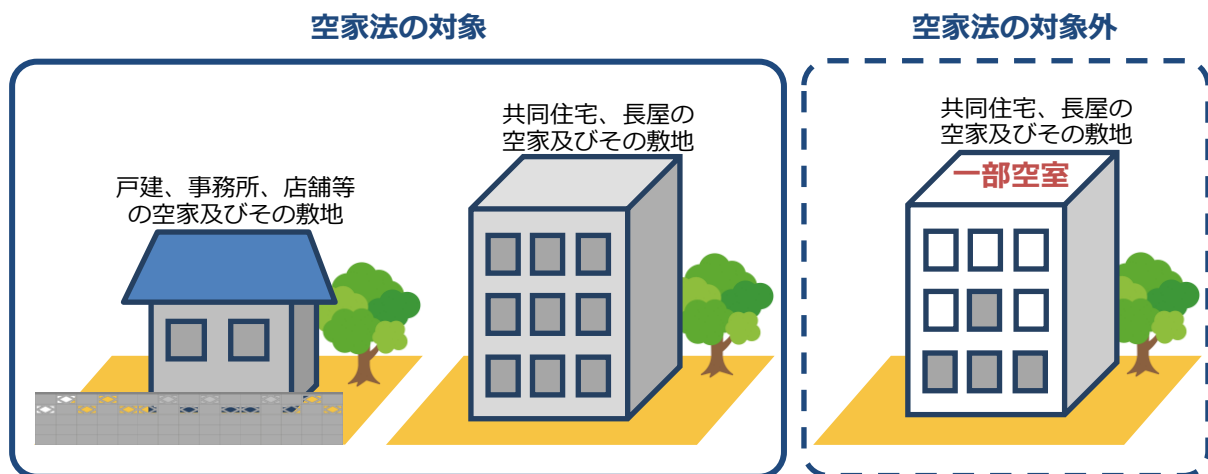 空家法の対象
戸建、事務所、店舗等
の空家及びその敷地
共同住宅、長屋の
空家及びその敷地
空家法の対象外
共同住宅、長屋の
空家及びその敷地
一部空室